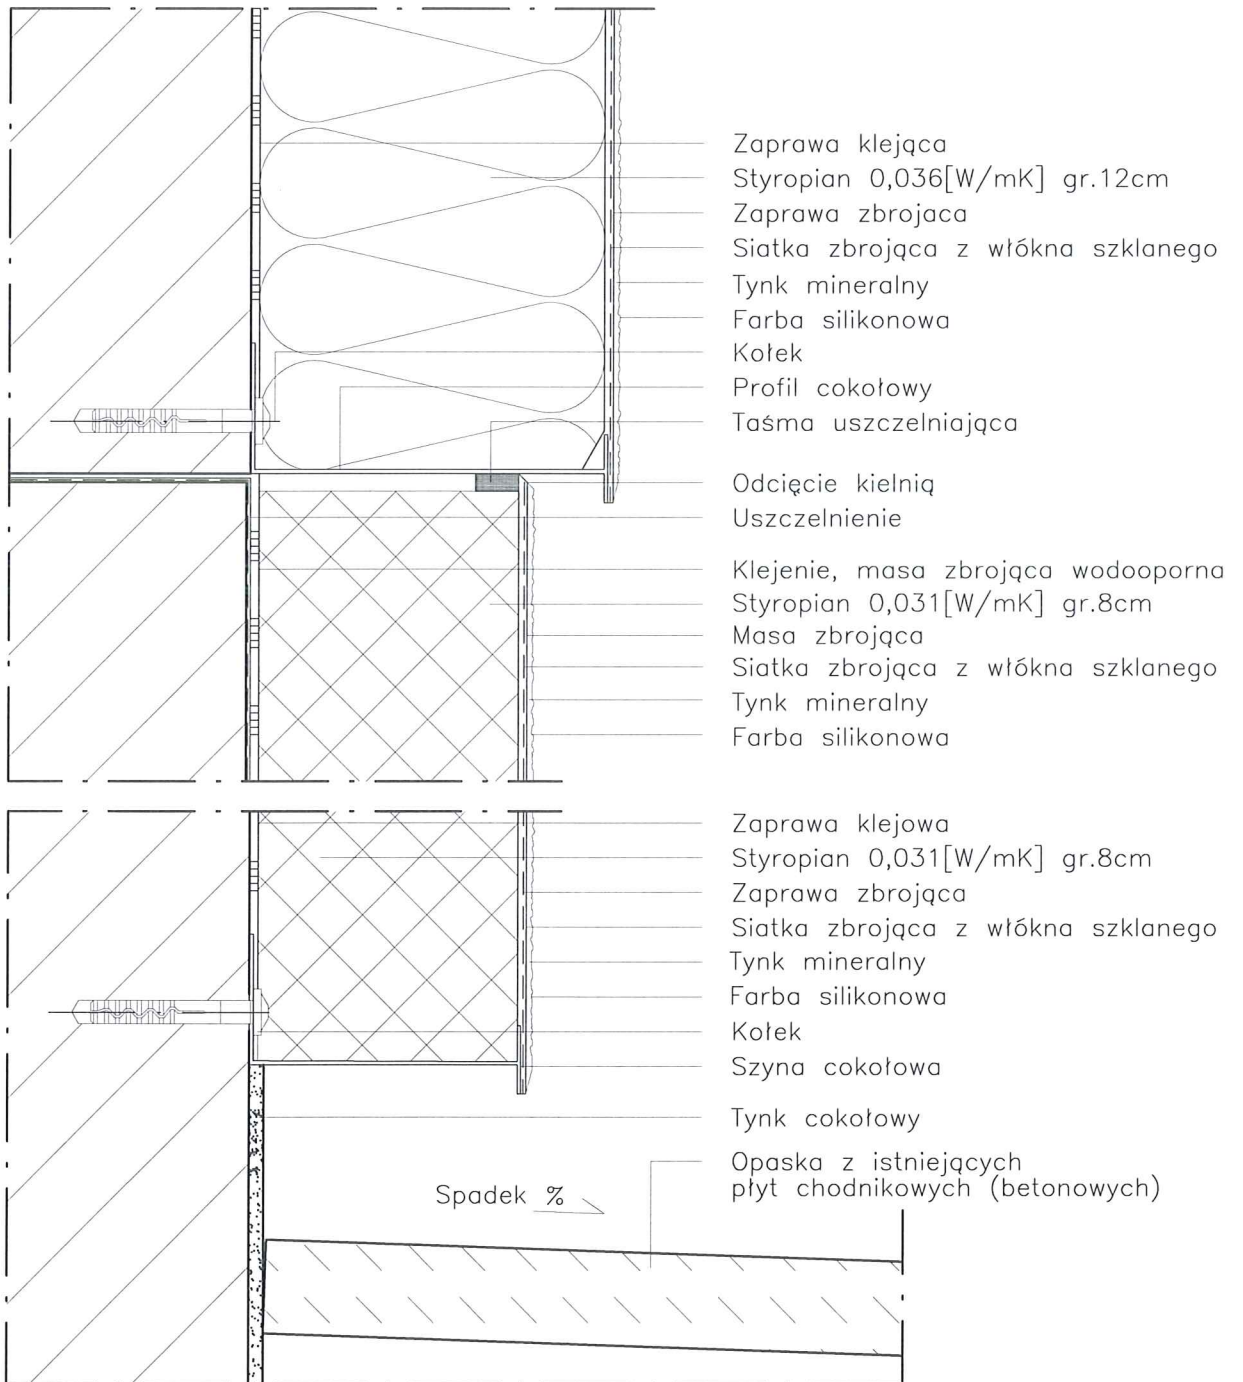 Zaprawa klejąca
Styropian 0,036[W/mK] gr.12cm
Zaprawa zbrojaca
Siatka zbrojąca z włókna szklanego
Tynk mineralny
Farba silikonowa
Kołek
Profil cokołowy
Taśma uszczelniająca
Odcięcie kielnią
Uszczelnienie
Klejenie, masa zbrojąca wodooporna
Styropian 0,031[W/mK] gr.8cm
Masa zbrojąca
Siatka zbrojąca z włókna szklanego
Tynk mineralny
Farba silikonowa
Zaprawa klejowa
Styropian 0,031[W/mK] gr.8cm
Zaprawa zbrojąca
Siatka zbrojąca z włókna szklanego
Tynk mineralny
Farba silikonowa
Kołek
Szyna cokołowa
Tynk cokołowy
Opaska z istniejących
płyt chodnikowych (betonowych)
Spadek %